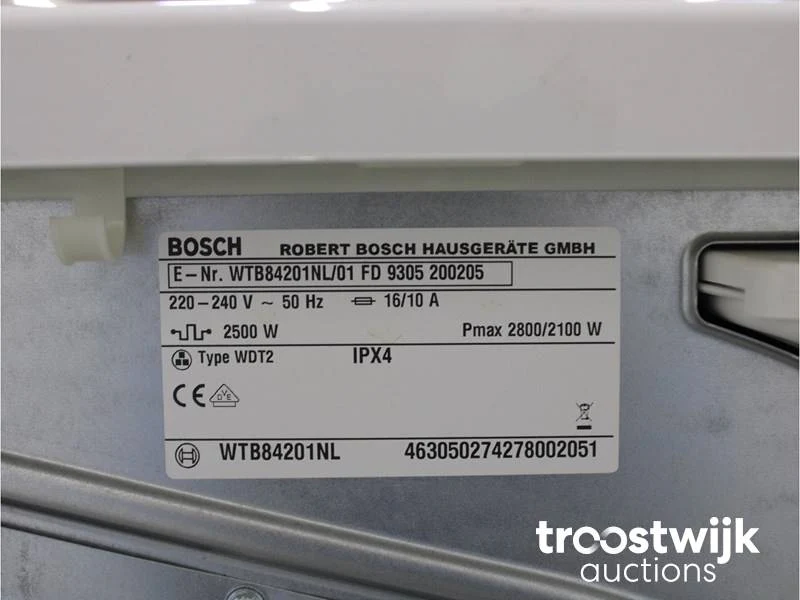 BOSCH ROBERT BOSCH HAUSGERÄTE GMBH
E-Nr. WTB84201NL/01 FD 9305 200205
220-240 V ~ 50 Hz 16/10 A
2500 W Pmax 2800/2100 W
Type WDT2 IPX4
CE DVE
WTB84201NL 463050274278002051
troostwijk
auctions